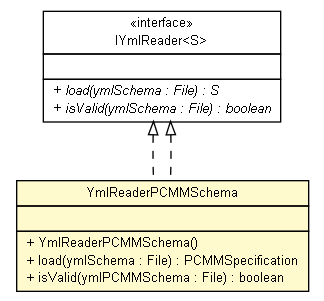 «interface»
IYmlReader<S>
+ load(ymlSchema : File) : S
+ isValid(ymlSchema : File) : boolean
YmlReaderPCMMSchema
+ YmlReaderPCMMSchema()
+ load(ymlSchema : File) : PCMMSpecification
+ isValid(ymlPCMMSchema : File) : boolean